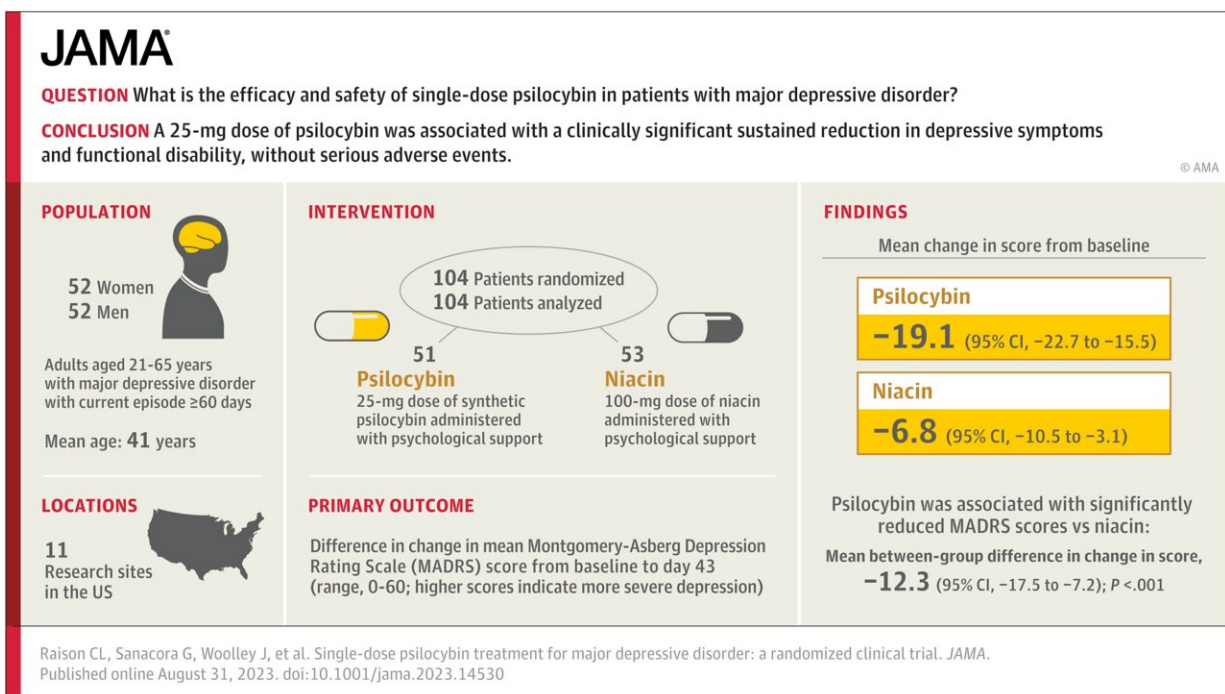 JAMA®
QUESTION What is the efficacy and safety of single-dose psilocybin in patients with major depressive disorder?
CONCLUSION A 25-mg dose of psilocybin was associated with a clinically significant sustained reduction in depressive symptoms
and functional disability, without serious adverse events.
© AMA
POPULATION
52 Women
52 Men
Adults aged 21-65 years
with major depressive disorder
with current episode ≥60 days
Mean age: 41 years
LOCATIONS
11
Research sites
in the US
INTERVENTION
104 Patients randomized
104 Patients analyzed
51
Psilocybin
25-mg dose of synthetic
psilocybin administered
with psychological support
53
Niacin
100-mg dose of niacin
administered with
psychological support
PRIMARY OUTCOME
Difference in change in mean Montgomery-Asberg Depression
Rating Scale (MADRS) score from baseline to day 43
(range, 0-60; higher scores indicate more severe depression)
FINDINGS
Mean change in score from baseline
Psilocybin
−19.1 (95% CI, −22.7 to −15.5)
Niacin
−6.8 (95% CI, −10.5 to −3.1)
Psilocybin was associated with significantly
reduced MADRS scores vs niacin:
Mean between-group difference in change in score,
−12.3 (95% CI, −17.5 to −7.2); P <.001
Raison CL, Sanacora G, Woolley J, et al. Single-dose psilocybin treatment for major depressive disorder: a randomized clinical trial. JAMA.
Published online August 31, 2023. doi:10.1001/jama.2023.14530